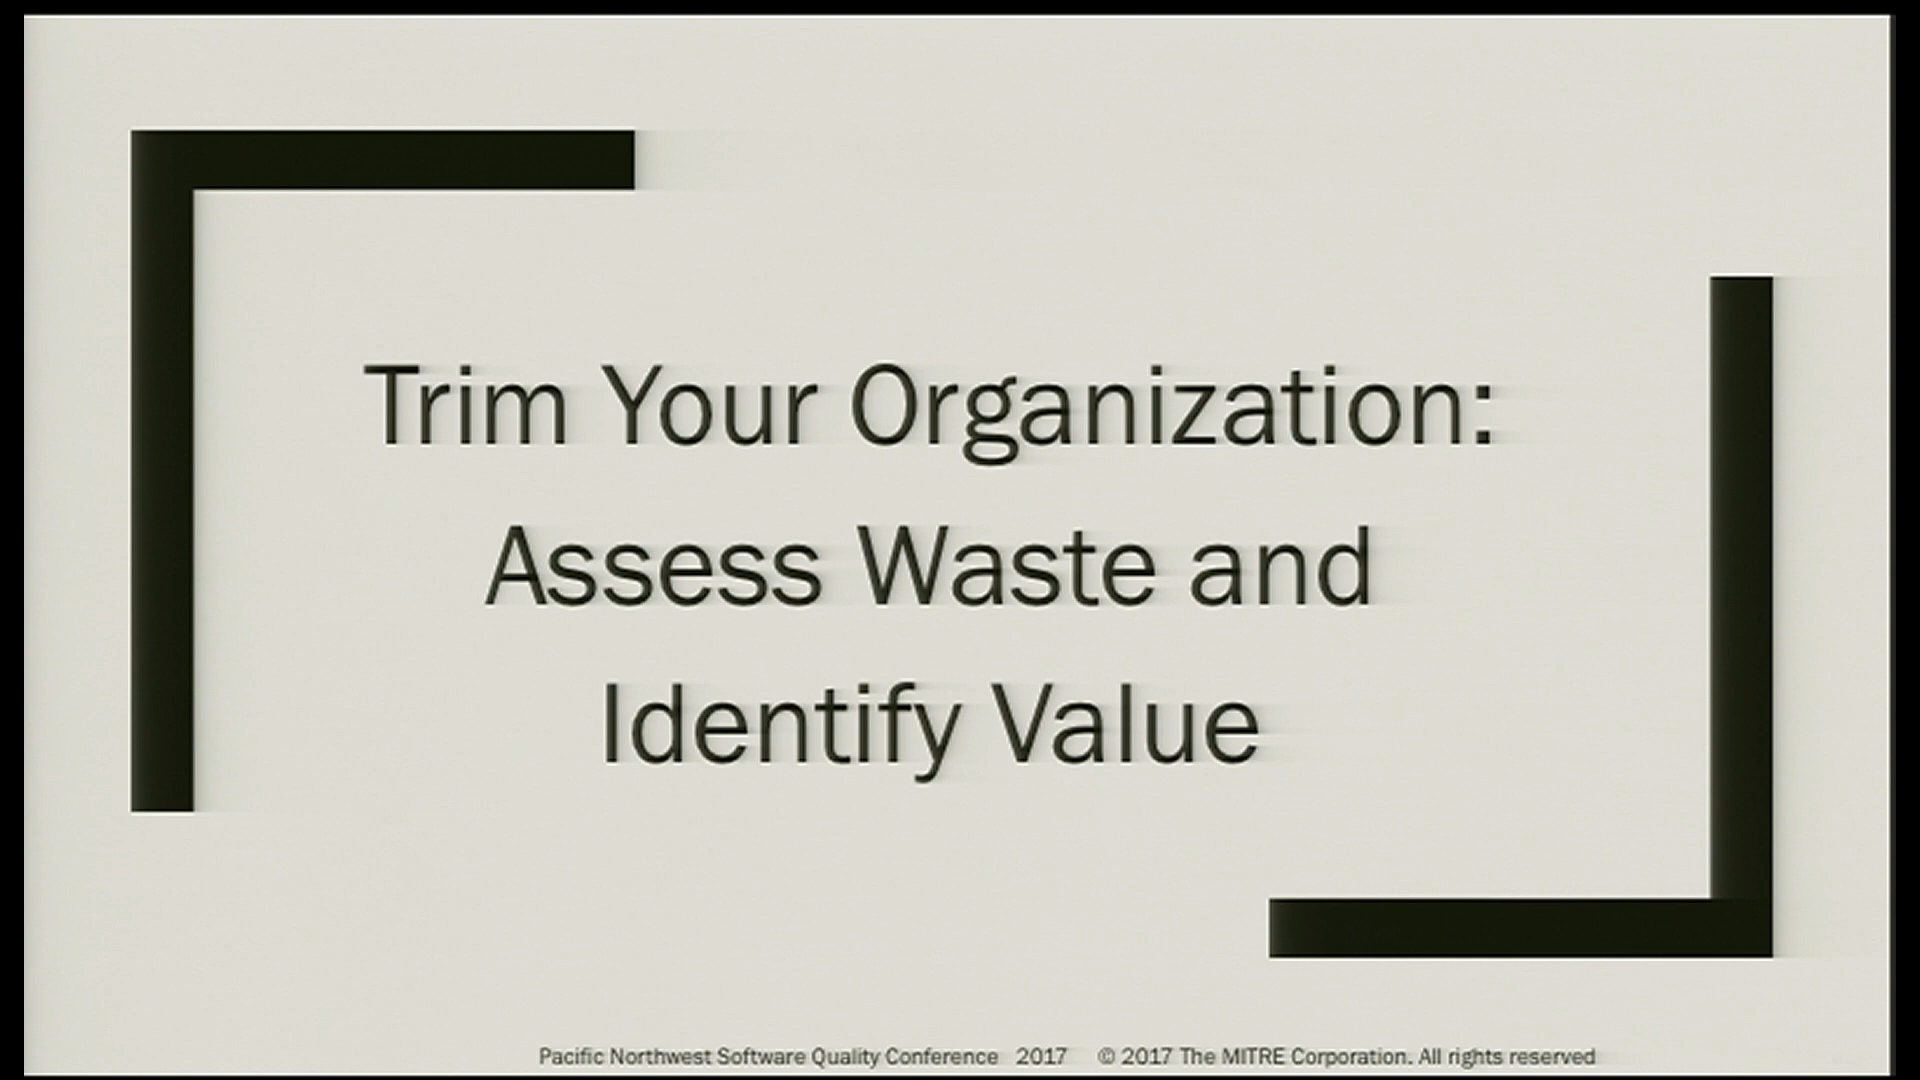 Trim Your Organization:
Assess Waste and
Identify Value
Pacific Northwest Software Quality Conference 2017 © 2017 The MITRE Corporation. All rights reserved